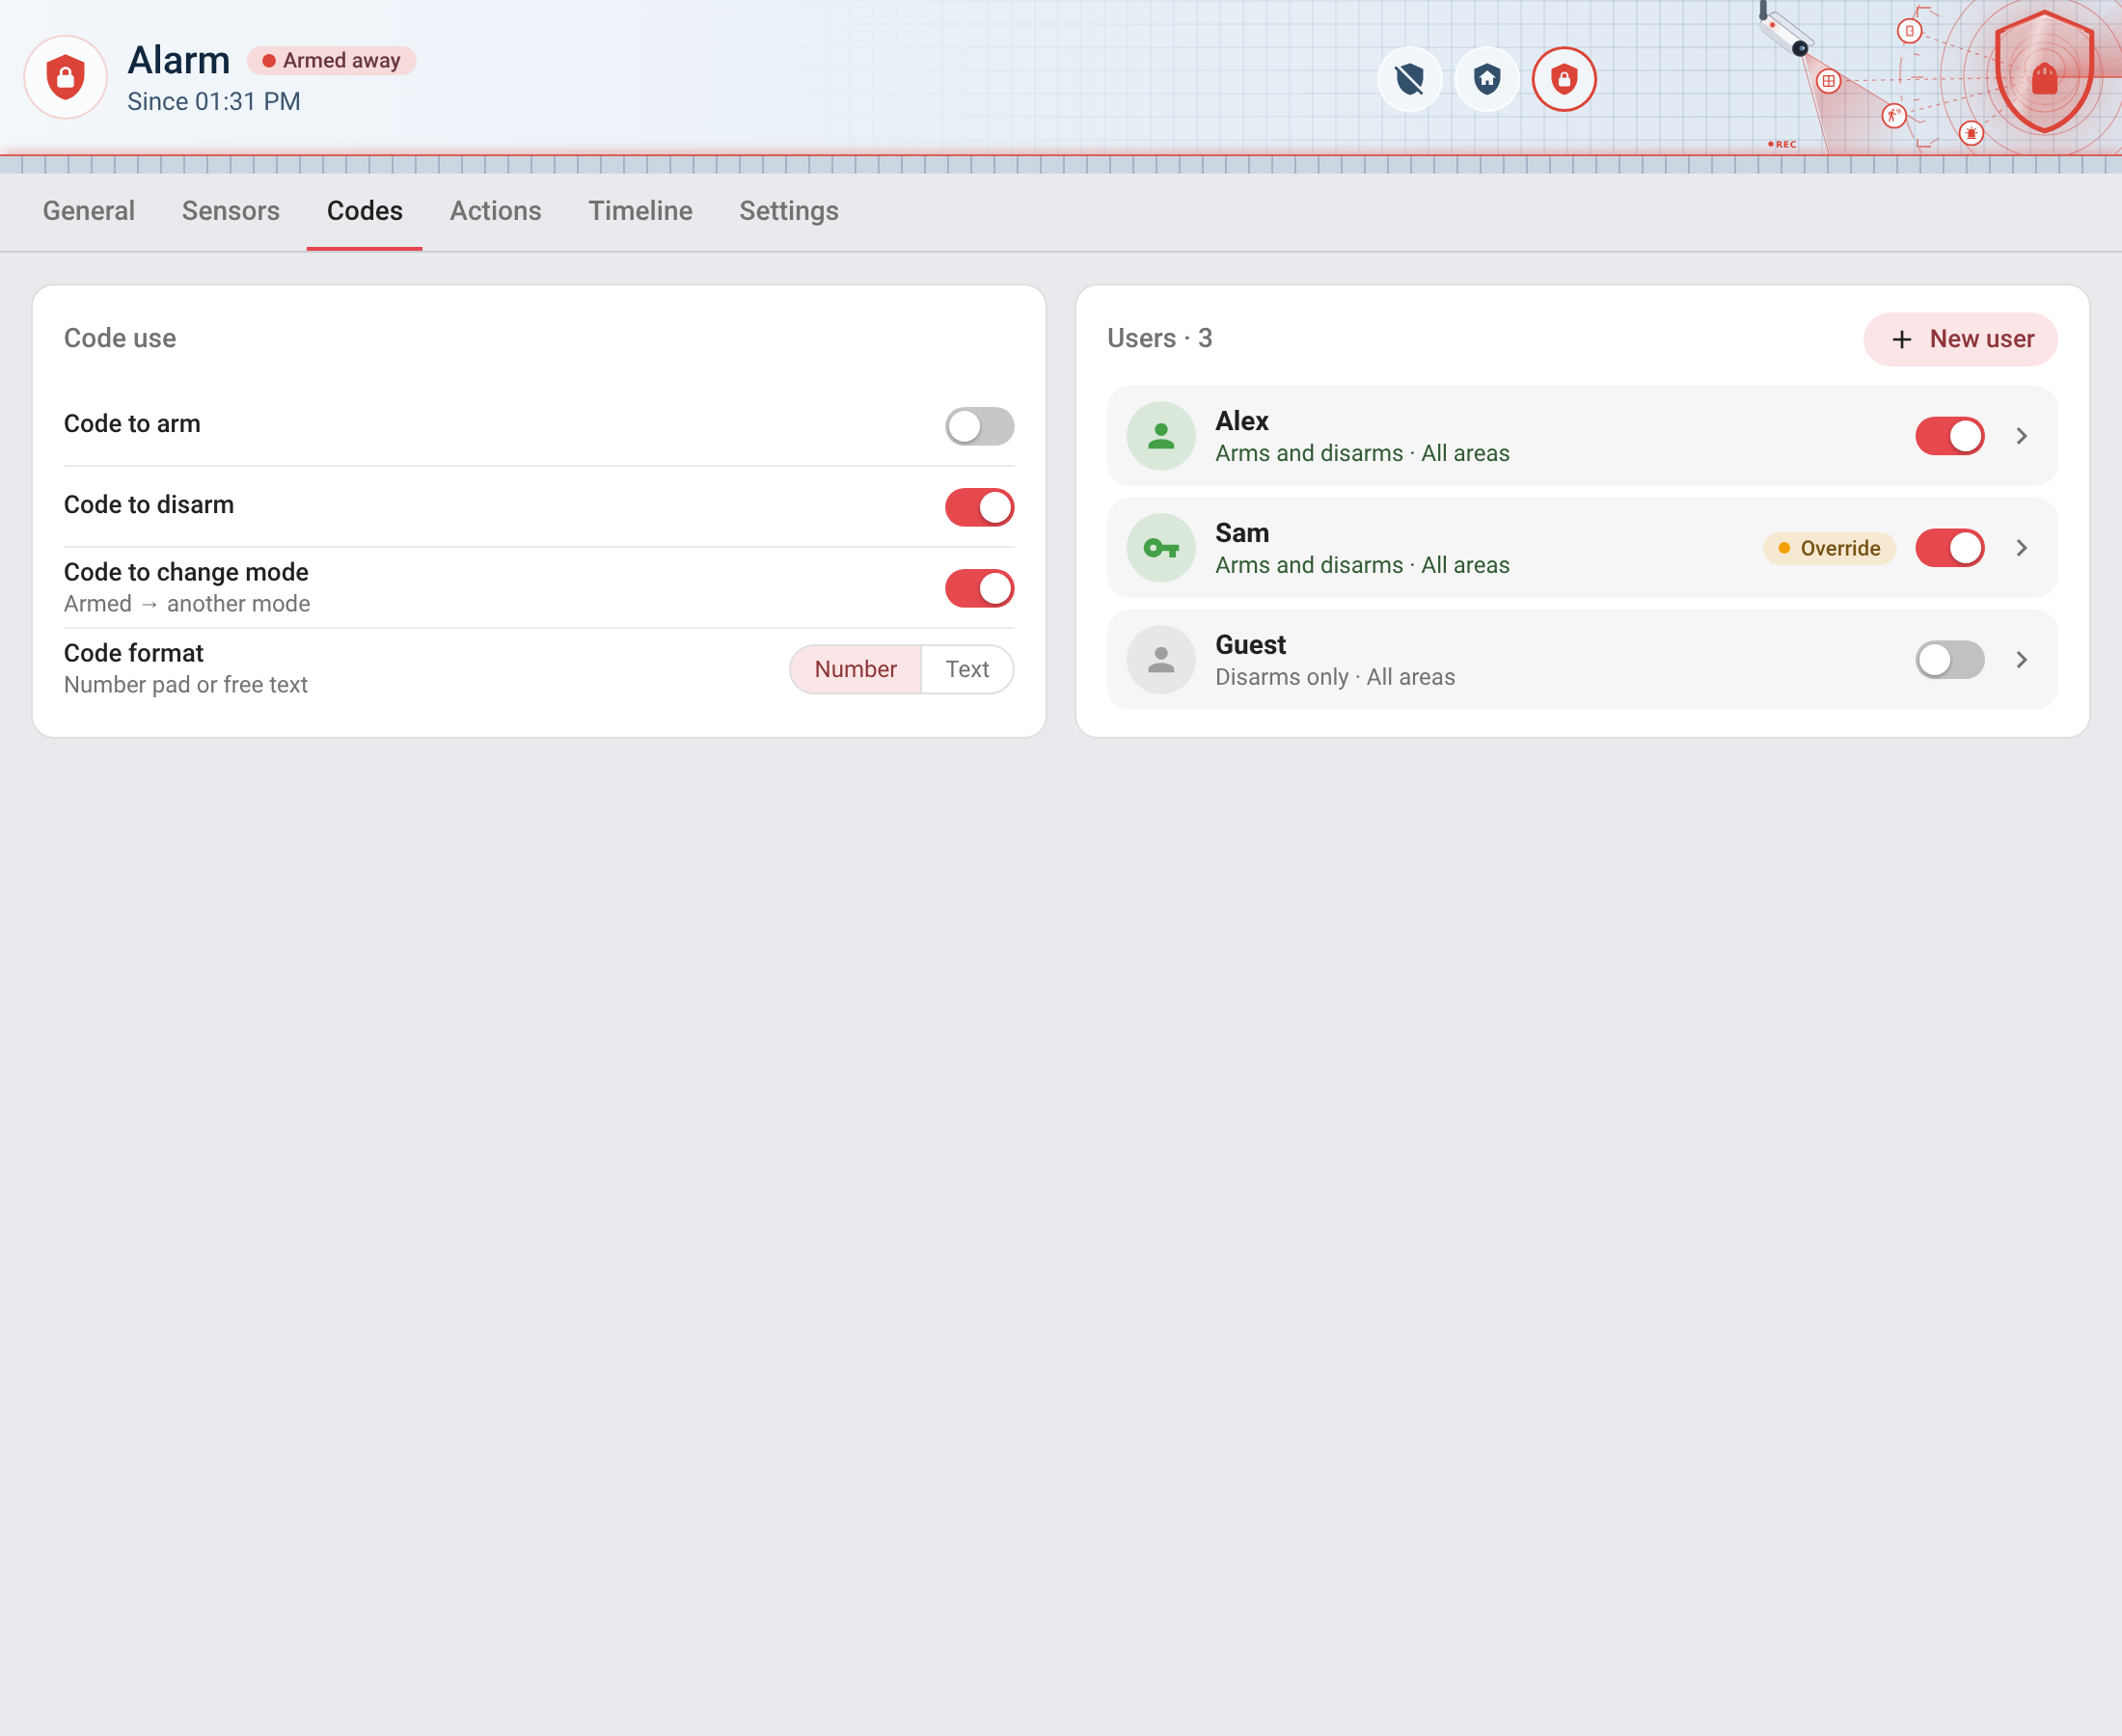 Alarm
Armed away
Since 01:31 PM
REC
General
Sensors
Codes
Actions
Timeline
Settings
Code use
Code to arm
Code to disarm
Code to change mode
Armed → another mode
Code format
Number pad or free text
Number
Text
Users · 3
New user
Alex
Arms and disarms · All areas
Sam
Arms and disarms · All areas
Override
Guest
Disarms only · All areas